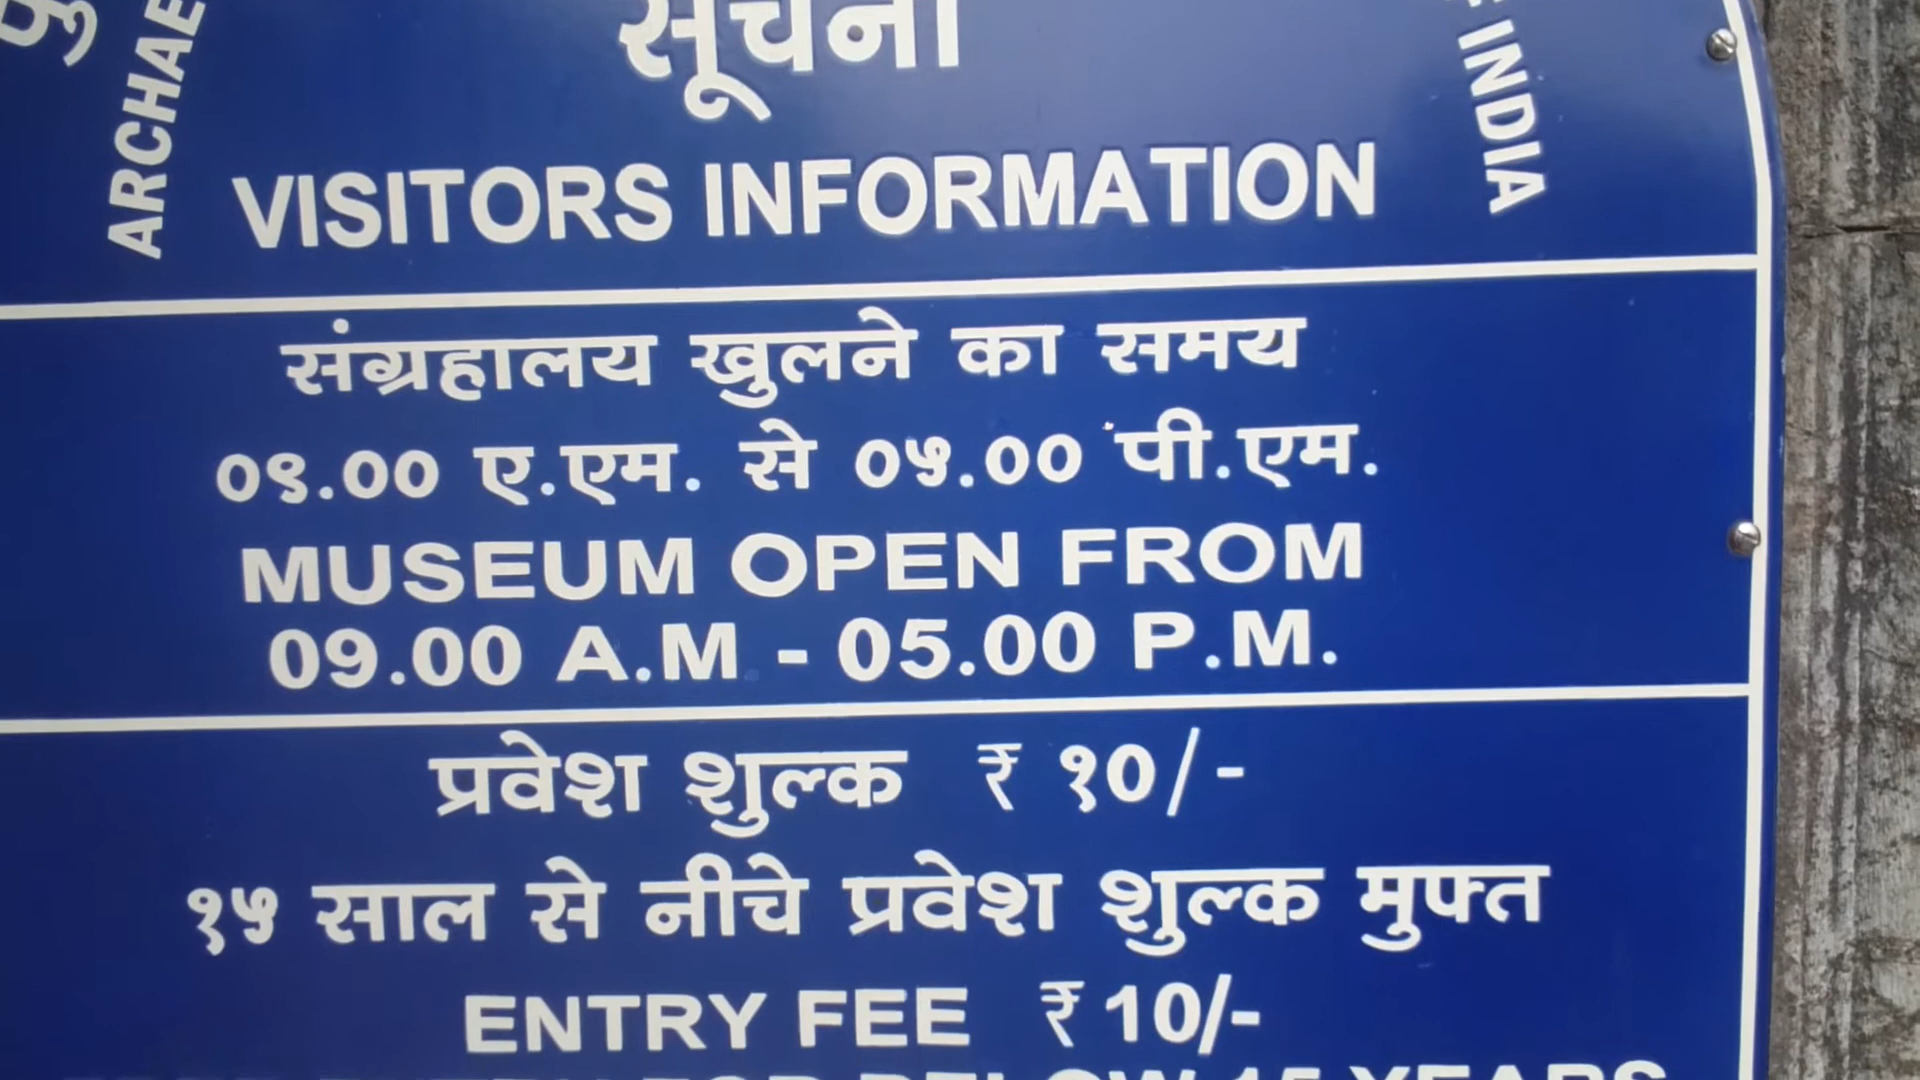 सूचना
ARCHAE
INDIA
VISITORS INFORMATION
संग्रहालय खुलने का समय
०९.०० ए.एम. से ०५.०० पी.एम.
MUSEUM OPEN FROM
09.00 A.M - 05.00 P.M.
प्रवेश शुल्क ₹ १०/-
१५ साल से नीचे प्रवेश शुल्क मुफ्त
ENTRY FEE ₹ 10/-
FOR BELOW 15 YEARS